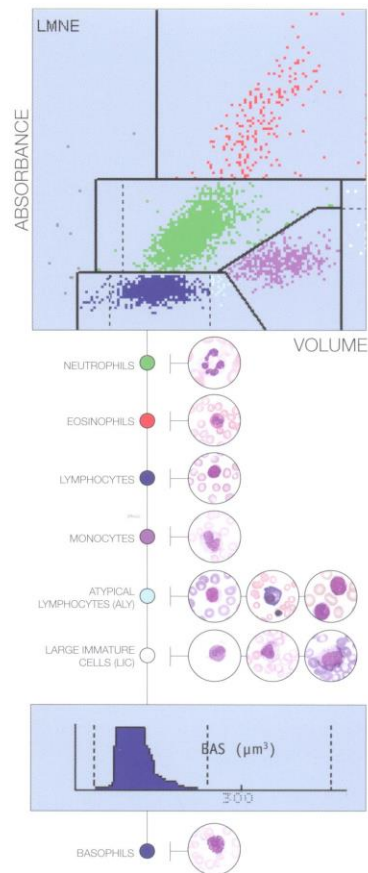 LMNE
ABSORBANCE
VOLUME
NEUTROPHILS
EOSINOPHILS
LYMPHOCYTES
MONOCYTES
ATYPICAL
LYMPHOCYTES (ALY)
LARGE IMMATURE
CELLS (LIC)
BAS (µm³)
300
BASOPHILS